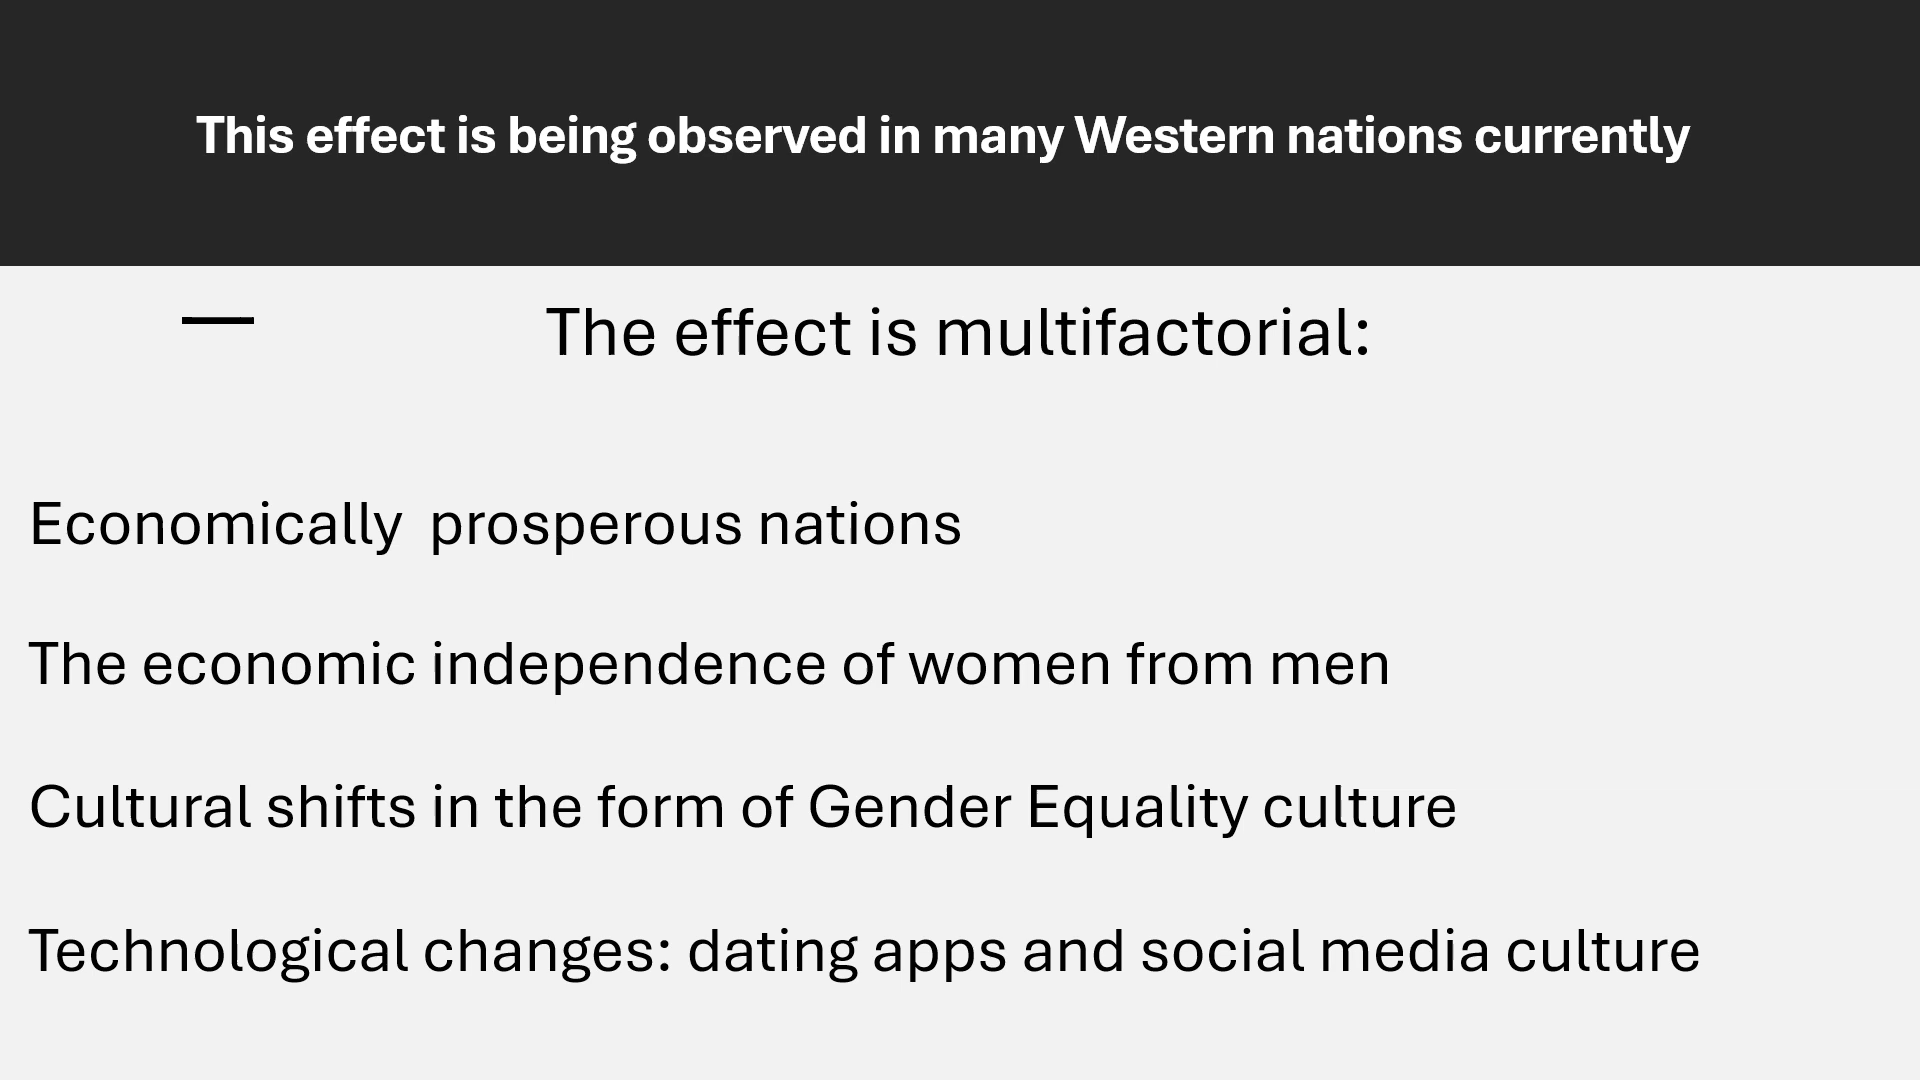 This effect is being observed in many Western nations currently
The effect is multifactorial:
Economically  prosperous nations
The economic independence of women from men
Cultural shifts in the form of Gender Equality culture
Technological changes: dating apps and social media culture